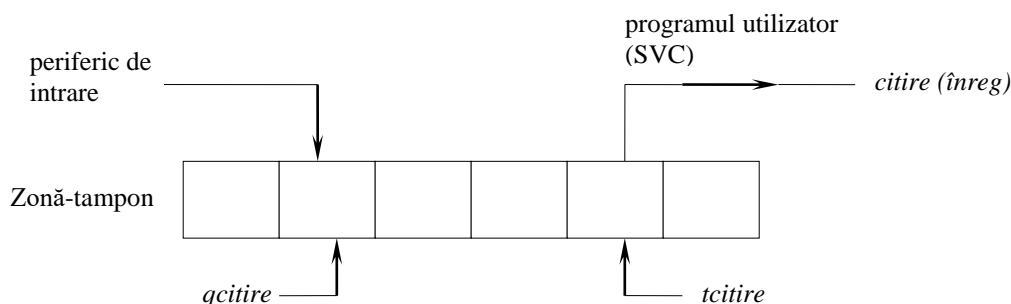 programul utilizator
(SVC)
periferic de
intrare
citire (înreg)
Zonă-tampon
qcitire
tcitire